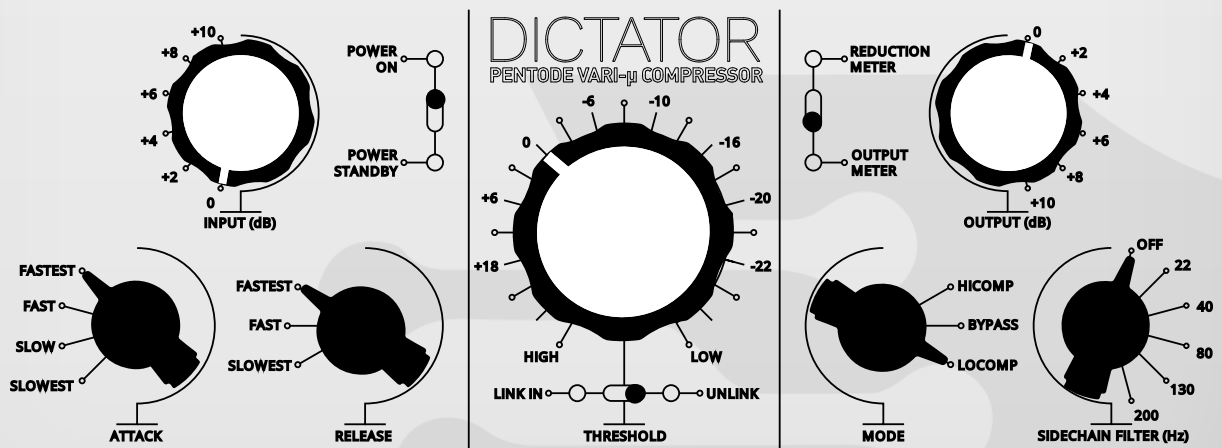 +10
+8
+6
+4
+2
0
INPUT (dB)
POWER
ON
POWER
STANDBY
FASTEST
FAST
SLOW
SLOWEST
ATTACK
FASTEST
FAST
SLOWEST
RELEASE
DICTATOR
PENTODE VARI-µ COMPRESSOR
-6
-10
0
-16
+6
-20
+18
-22
HIGH
LOW
LINK IN
UNLINK
THRESHOLD
REDUCTION
METER
OUTPUT
METER
0
+2
+4
+6
+8
+10
OUTPUT (dB)
HICOMP
BYPASS
LOCOMP
MODE
OFF
22
40
80
130
200
SIDECHAIN FILTER (Hz)